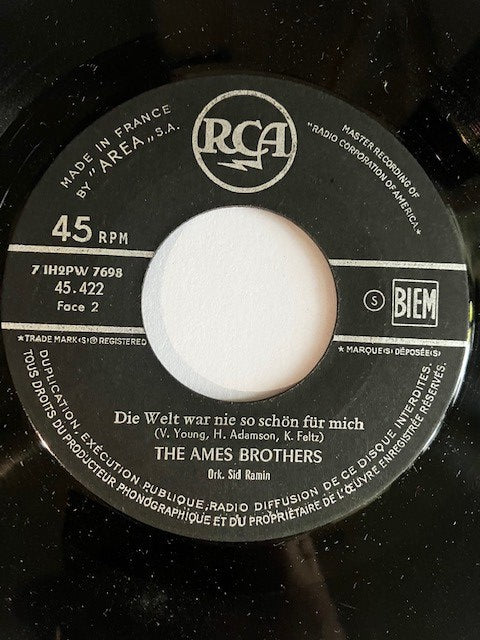 RCA
MADE IN FRANCE
BY "AREA" S.A.
MASTER RECORDING OF
"RADIO CORPORATION OF AMERICA"
45 RPM
7 1H2PW 7698
45.422
Face 2
S
BIEM
★TRADE MARK(S)® REGISTERED
★ MARQUE(S) DÉPOSÉE(S)
Die Welt war nie so schön für mich
(V. Young, H. Adamson, K. Feltz)
THE AMES BROTHERS
Ork. Sid Ramin
DUPLICATION, EXÉCUTION PUBLIQUE, RADIO DIFFUSION DE CE DISQUE INTERDITES.
TOUS DROITS DU PRODUCTEUR PHONOGRAPHIQUE ET DU PROPRIÉTAIRE DE L'ŒUVRE ENREGISTRÉE RÉSERVÉS.